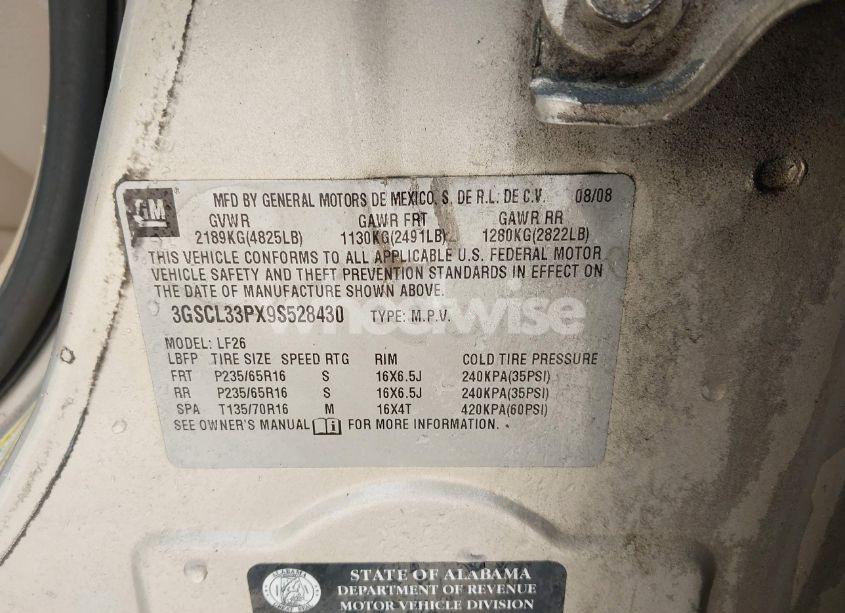 GM
MFD BY GENERAL MOTORS DE MEXICO, S. DE R.L. DE C.V. 08/08
GVWR GAWR FRT GAWR RR
2189KG(4825LB) 1130KG(2491LB) 1280KG(2822LB)
THIS VEHICLE CONFORMS TO ALL APPLICABLE U.S. FEDERAL MOTOR
VEHICLE SAFETY AND THEFT PREVENTION STANDARDS IN EFFECT ON
THE DATE OF MANUFACTURE SHOWN ABOVE.
3GSCL33PX9S528430 TYPE: M.P.V.
wheelwise
MODEL: LF26
LBFP TIRE SIZE SPEED RTG RIM COLD TIRE PRESSURE
FRT P235/65R16 S 16X6.5J 240KPA(35PSI)
RR P235/65R16 S 16X6.5J 240KPA(35PSI)
SPA T135/70R16 M 16X4T 420KPA(60PSI)
SEE OWNER'S MANUAL FOR MORE INFORMATION.
ALABAMA
STATE OF ALABAMA
DEPARTMENT OF REVENUE
MOTOR VEHICLE DIVISION